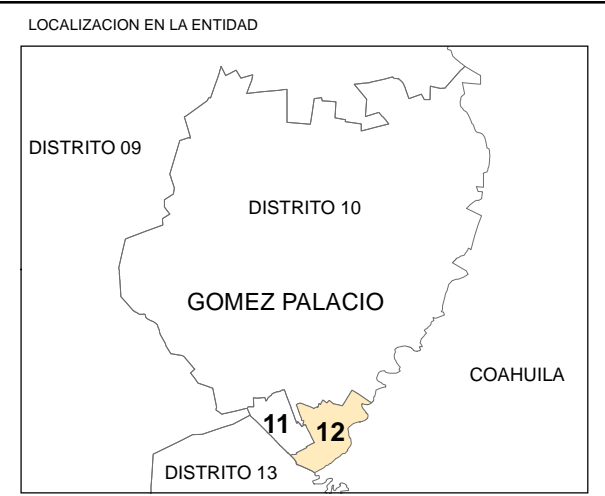 LOCALIZACION EN LA ENTIDAD
DISTRITO 09
DISTRITO 10
GOMEZ PALACIO
COAHUILA
11
12
DISTRITO 13